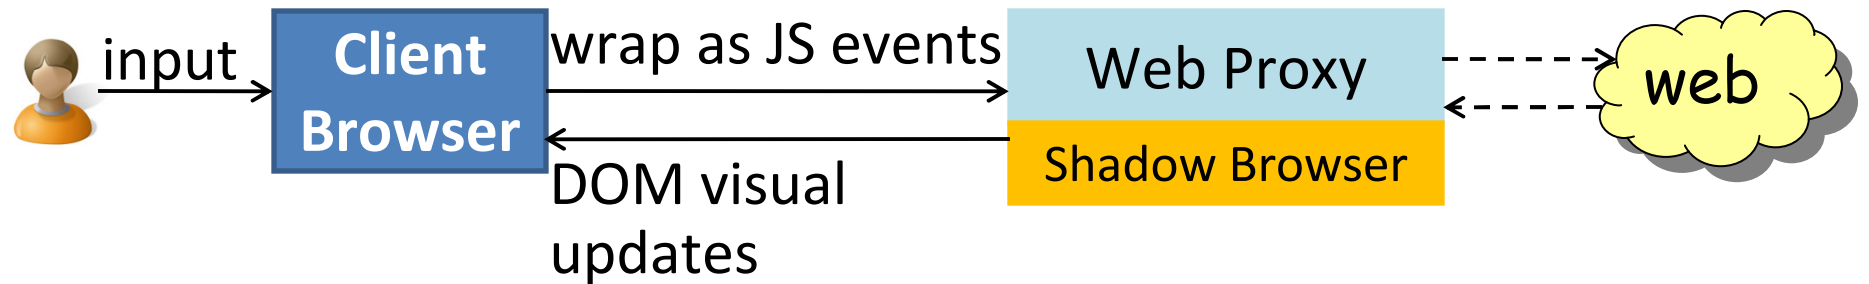 input
Client
Browser
wrap as JS events
DOM visual
updates
Web Proxy
Shadow Browser
web